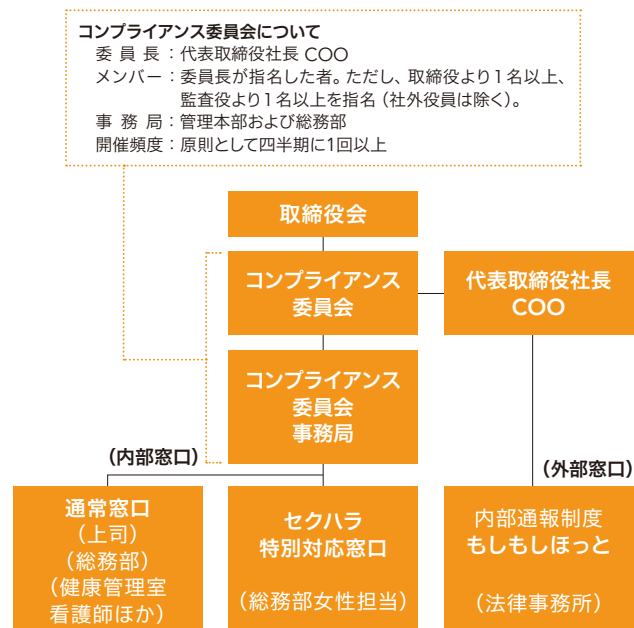 コンプライアンス委員会について
委員長：代表取締役社長 COO
メンバー：委員長が指名した者。ただし、取締役より1名以上、
監査役より1名以上を指名（社外役員は除く）。
事務局：管理本部および総務部
開催頻度：原則として四半期に1回以上
取締役会
コンプライアンス
委員会
代表取締役社長
COO
コンプライアンス
委員会
事務局
（内部窓口）
（外部窓口）
通常窓口
（上司）
（総務部）
（健康管理室
看護師ほか）
セクハラ
特別対応窓口
（総務部女性担当）
内部通報制度
もしもしほっと
（法律事務所）